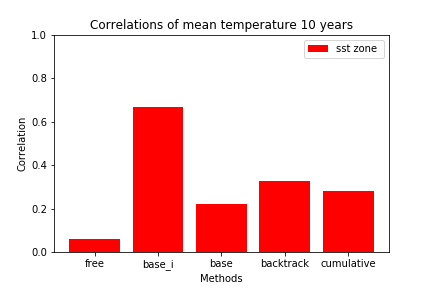 Correlations of mean temperature 10 years
sst zone
1.0
0.8
0.6
0.4
0.2
0.0
Correlation
free base_i base backtrack cumulative
Methods